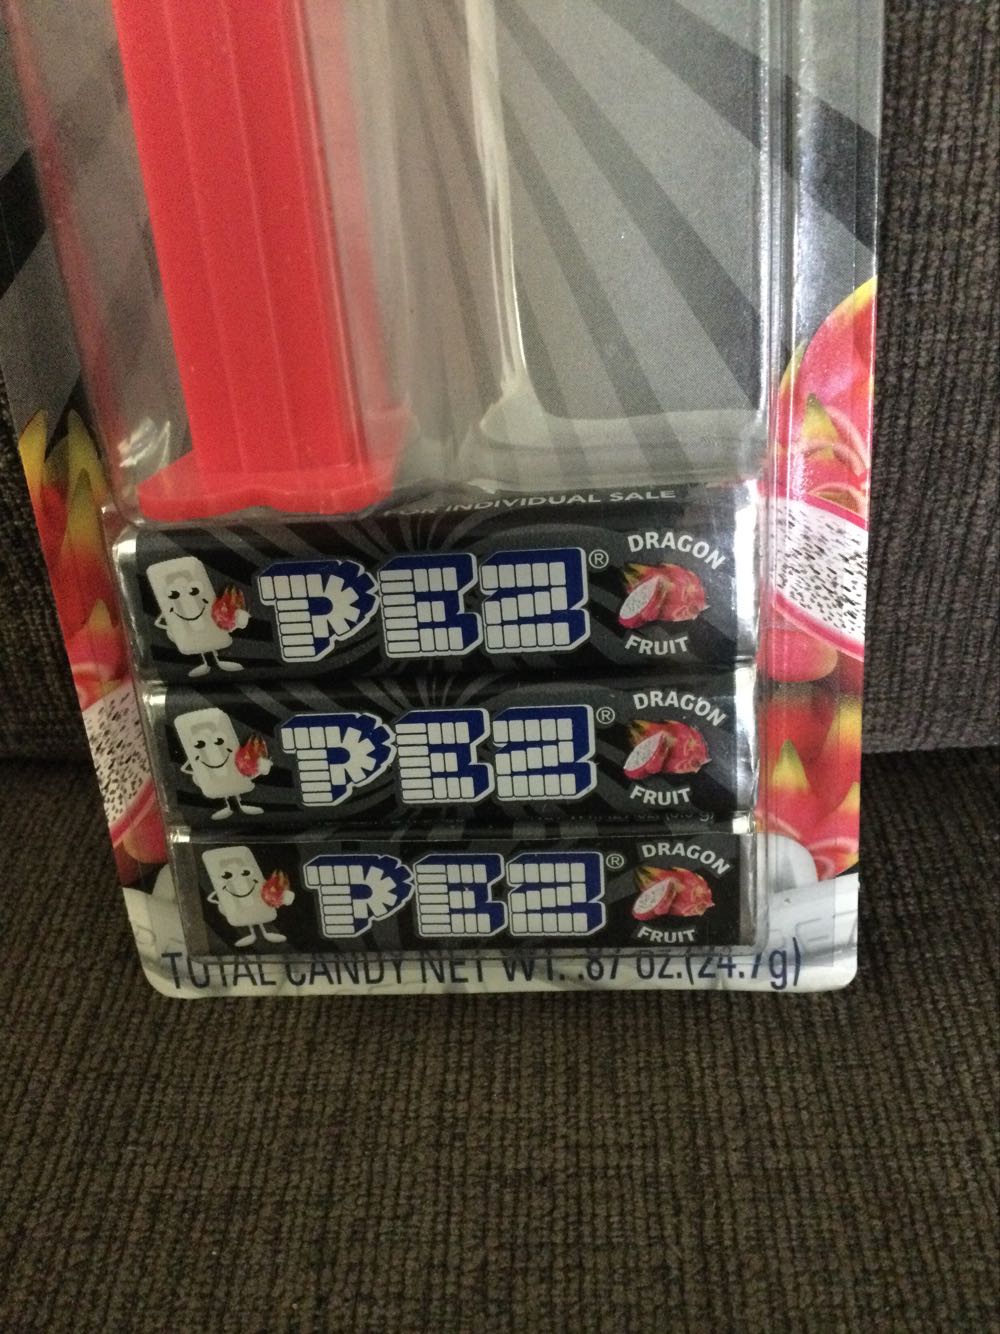 FOR INDIVIDUAL SALE
PEZ® DRAGON
FRUIT
PEZ® DRAGON
FRUIT
PEZ® DRAGON
FRUIT
TOTAL CANDY NET WT. .87 OZ.(24.7g)